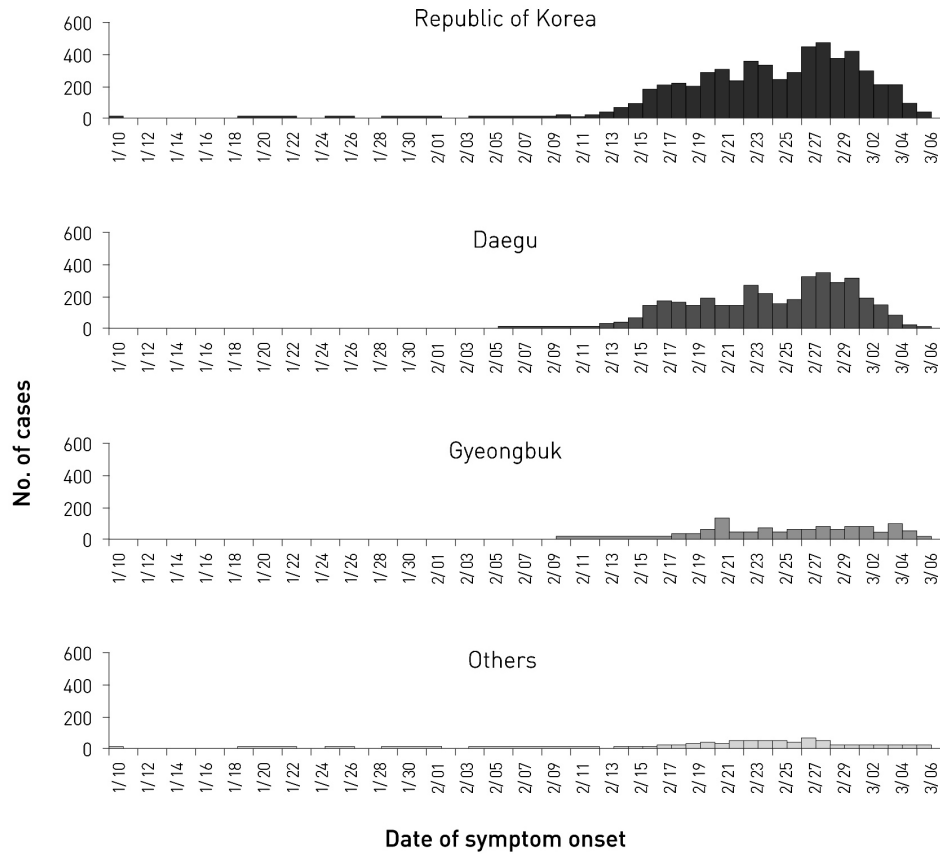 Republic of Korea
600
400
200
0
1/10 1/12 1/14 1/16 1/18 1/20 1/22 1/24 1/26 1/28 1/30 2/01 2/03 2/05 2/07 2/09 2/11 2/13 2/15 2/17 2/19 2/21 2/23 2/25 2/27 2/29 3/02 3/04 3/06
Daegu
600
400
200
0
1/10 1/12 1/14 1/16 1/18 1/20 1/22 1/24 1/26 1/28 1/30 2/01 2/03 2/05 2/07 2/09 2/11 2/13 2/15 2/17 2/19 2/21 2/23 2/25 2/27 2/29 3/02 3/04 3/06
No. of cases
Gyeongbuk
600
400
200
0
1/10 1/12 1/14 1/16 1/18 1/20 1/22 1/24 1/26 1/28 1/30 2/01 2/03 2/05 2/07 2/09 2/11 2/13 2/15 2/17 2/19 2/21 2/23 2/25 2/27 2/29 3/02 3/04 3/06
Others
600
400
200
0
1/10 1/12 1/14 1/16 1/18 1/20 1/22 1/24 1/26 1/28 1/30 2/01 2/03 2/05 2/07 2/09 2/11 2/13 2/15 2/17 2/19 2/21 2/23 2/25 2/27 2/29 3/02 3/04 3/06
Date of symptom onset